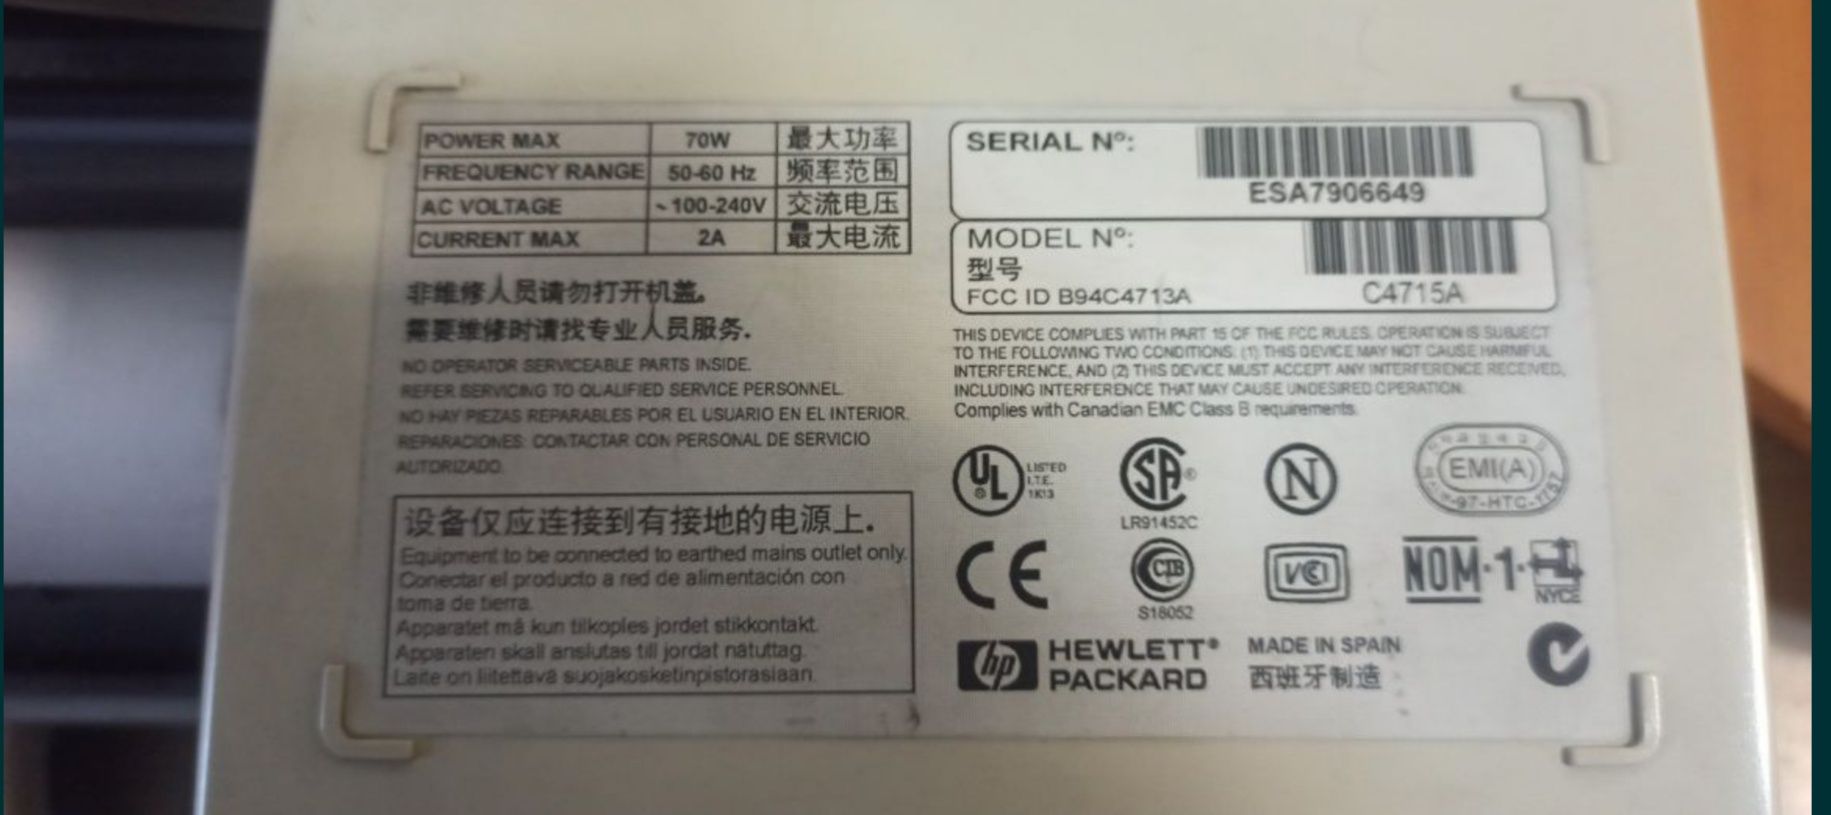 POWER MAX 70W 最大功率
FREQUENCY RANGE 50-60 Hz 频率范围
AC VOLTAGE ~100-240V 交流电压
CURRENT MAX 2A 最大电流
非维修人员请勿打开机盖。
需要维修时请找专业人员服务.
NO OPERATOR SERVICEABLE PARTS INSIDE.
REFER SERVICING TO QUALIFIED SERVICE PERSONNEL.
NO HAY PIEZAS REPARABLES POR EL USUARIO EN EL INTERIOR.
REPARACIONES: CONTACTAR CON PERSONAL DE SERVICIO
AUTORIZADO.
设备仅应连接到有接地的电源上.
Equipment to be connected to earthed mains outlet only.
Conectar el producto a red de alimentación con
toma de tierra.
Apparatet må kun tilkoples jordet stikkontakt.
Apparaten skall anslutas till jordat nätuttag.
Laite on liitettävä suojakosketinpistorasiaan.
SERIAL Nº:
ESA7906649
MODEL Nº:
型号
FCC ID B94C4713A C4715A
THIS DEVICE COMPLIES WITH PART 15 OF THE FCC RULES. OPERATION IS SUBJECT
TO THE FOLLOWING TWO CONDITIONS: (1) THIS DEVICE MAY NOT CAUSE HARMFUL
INTERFERENCE, AND (2) THIS DEVICE MUST ACCEPT ANY INTERFERENCE RECEIVED,
INCLUDING INTERFERENCE THAT MAY CAUSE UNDESIRED OPERATION.
Complies with Canadian EMC Class B requirements.
UL LISTED
I.T.E.
1K13
SA®
LR91452C
N
EMI(A)
CE
CIB
S18052
VCI
NOM-1-
NYCE
hp HEWLETT®
PACKARD
MADE IN SPAIN
西班牙制造